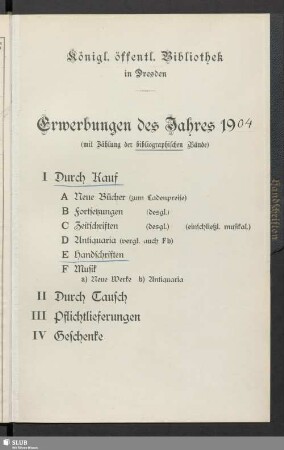 Königl. öffentl. Bibliothek
in Dresden
Erwerbungen des Jahres 1904
(mit Zählung der bibliographischen Bände)
I Durch Kauf
A Neue Bücher (zum Ladenpreise)
B Fortsetzungen (desgl.)
C Zeitschriften (desgl.) (einschließl. musikal.)
D Antiquaria (vergl. auch F b)
E Handschriften
F Musik
a) Neue Werke b) Antiquaria
II Durch Tausch
III Pflichtlieferungen
IV Geschenke
Handschriften
SLUB